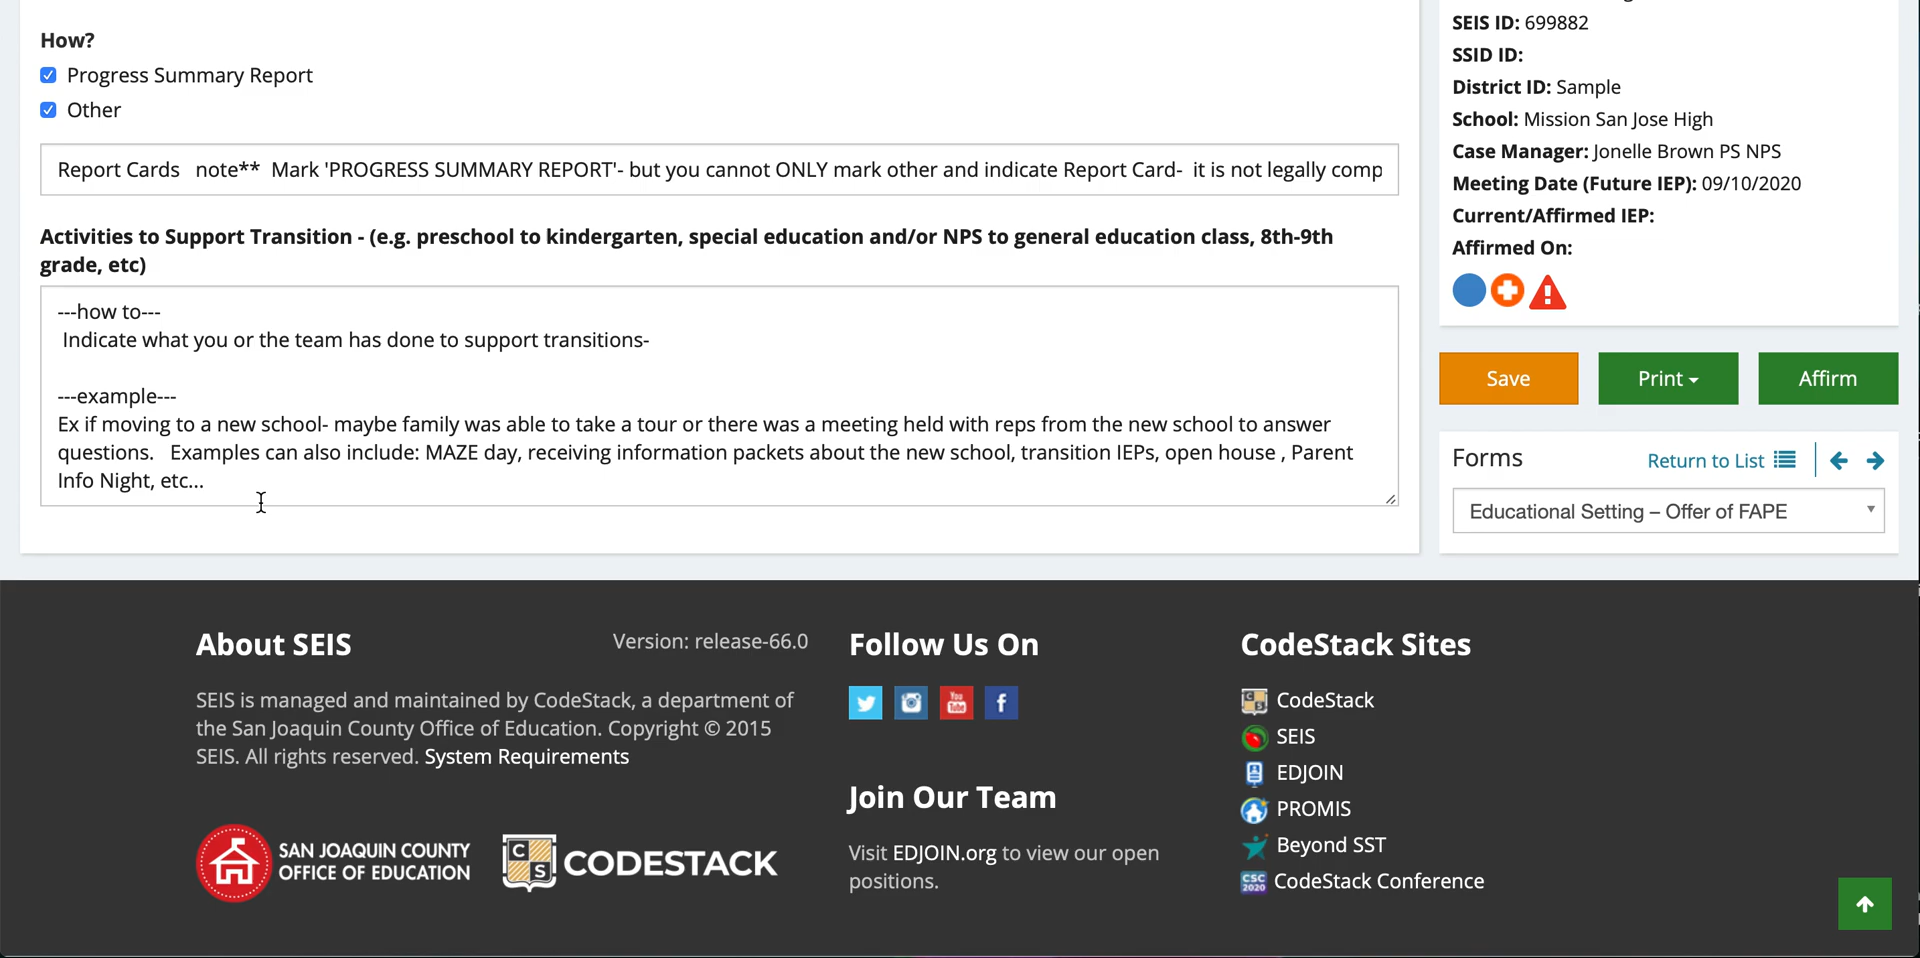 How?
Progress Summary Report
Other
Report Cards   note**  Mark 'PROGRESS SUMMARY REPORT'- but you cannot ONLY mark other and indicate Report Card-  it is not legally comp
Activities to Support Transition - (e.g. preschool to kindergarten, special education and/or NPS to general education class, 8th-9th
grade, etc)
---how to---
Indicate what you or the team has done to support transitions-
---example---
Ex if moving to a new school- maybe family was able to take a tour or there was a meeting held with reps from the new school to answer
questions.   Examples can also include: MAZE day, receiving information packets about the new school, transition IEPs, open house , Parent
Info Night, etc...
SEIS ID: 699882
SSID ID:
District ID: Sample
School: Mission San Jose High
Case Manager: Jonelle Brown PS NPS
Meeting Date (Future IEP): 09/10/2020
Current/Affirmed IEP:
Affirmed On:
Save
Print
Affirm
Forms
Return to List
Educational Setting – Offer of FAPE
About SEIS
Version: release-66.0
SEIS is managed and maintained by CodeStack, a department of
the San Joaquin County Office of Education. Copyright © 2015
SEIS. All rights reserved. System Requirements
SAN JOAQUIN COUNTY
OFFICE OF EDUCATION
CS
CODESTACK
Follow Us On
You
Tube
Join Our Team
Visit EDJOIN.org to view our open
positions.
CodeStack Sites
CodeStack
SEIS
EDJOIN
PROMIS
Beyond SST
CSC
2020
CodeStack Conference